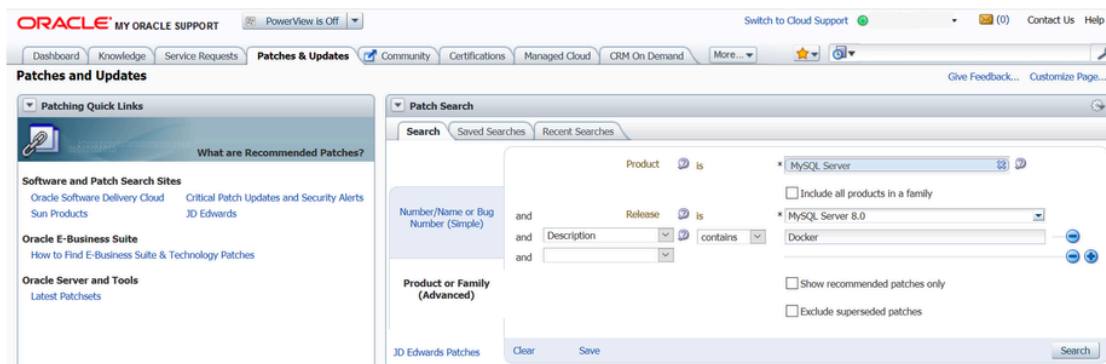 ORACLE MY ORACLE SUPPORT PowerView is Off Switch to Cloud Support (0) Contact Us Help
Dashboard Knowledge Service Requests Patches & Updates Community Certifications Managed Cloud CRM On Demand More...
Patches and Updates Give Feedback... Customize Page...
Patching Quick Links
What are Recommended Patches?
Software and Patch Search Sites
Oracle Software Delivery Cloud Critical Patch Updates and Security Alerts
Sun Products JD Edwards
Oracle E-Business Suite
How to Find E-Business Suite & Technology Patches
Oracle Server and Tools
Latest Patchsets
Patch Search
Search Saved Searches Recent Searches
Number/Name or Bug
Number (Simple)
Product or Family
(Advanced)
JD Edwards Patches
Product is * MySQL Server
Include all products in a family
and Release is * MySQL Server 8.0
and Description contains Docker
and
Show recommended patches only
Exclude superseded patches
Clear Save Search